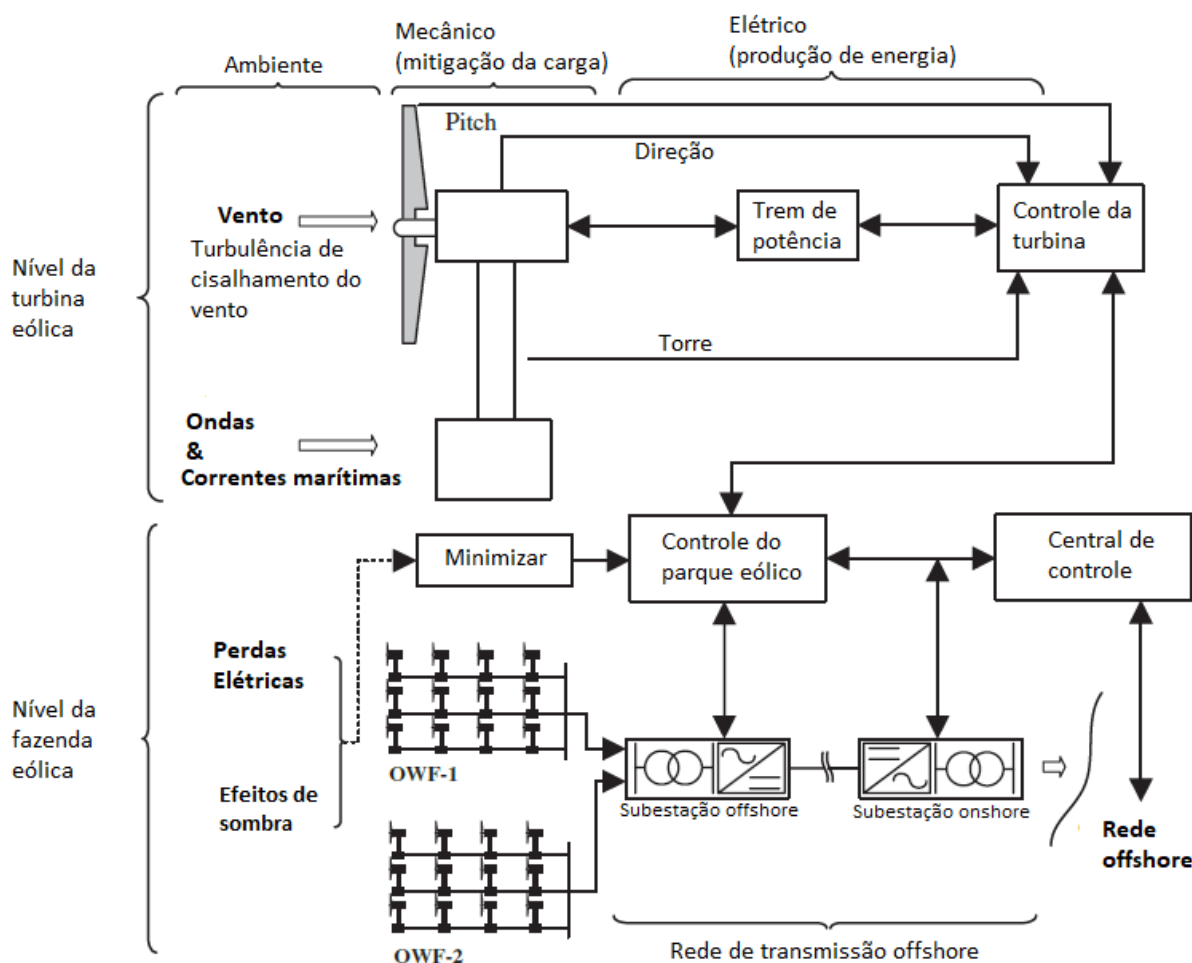 Ambiente
Mecânico
(mitigação da carga)
Elétrico
(produção de energia)
Pitch
Direção
Nível da
turbina
eólica
Vento
Turbulência de
cisalhamento do
vento
Trem de
potência
Controle da
turbina
Torre
Ondas
&
Correntes marítimas
Nível da
fazenda
eólica
Minimizar
Controle do
parque eólico
Central de
controle
Perdas
Elétricas
Efeitos de
sombra
OWF-1
OWF-2
Subestação offshore
Subestação onshore
Rede
offshore
Rede de transmissão offshore